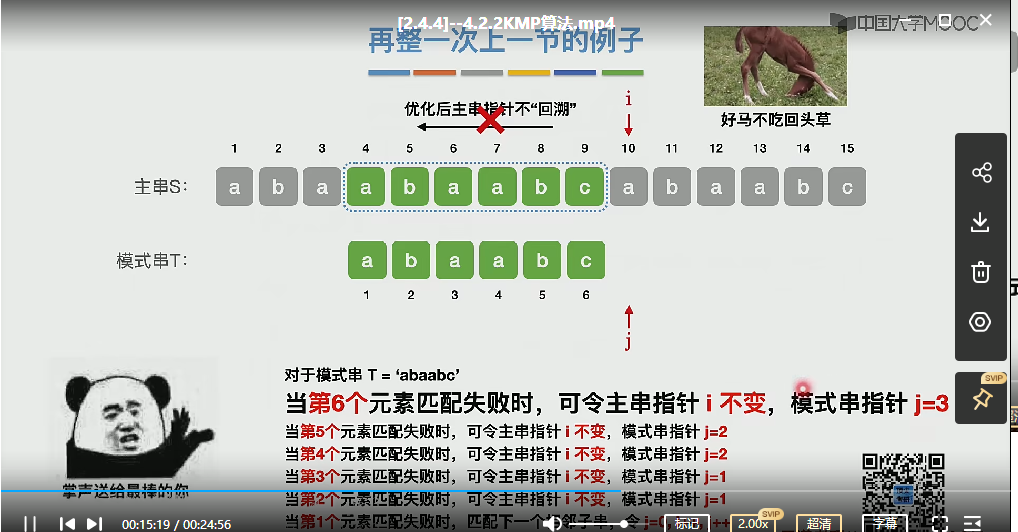 [2.4.4]--4.2.2KMP算法.mp4
中国大学MOOC
再整一次上一节的例子
优化后主串指针不“回溯”
i
好马不吃回头草
1 2 3 4 5 6 7 8 9 10 11 12 13 14 15
主串S: a b a a b a a b c a b a a b c
模式串T: a b a a b c
1 2 3 4 5 6
j
对于模式串 T = ‘abaabc’
当第6个元素匹配失败时，可令主串指针 i 不变，模式串指针 j=3
当第5个元素匹配失败时，可令主串指针 i 不变，模式串指针 j=2
当第4个元素匹配失败时，可令主串指针 i 不变，模式串指针 j=2
当第3个元素匹配失败时，可令主串指针 i 不变，模式串指针 j=1
当第2个元素匹配失败时，可令主串指针 i 不变，模式串指针 j=1
当第1个元素匹配失败时，匹配下一个相邻子串，令 j=0,
掌声送给最棒的你
SVIP
00:15:19 / 00:24:56
标记
2.00x
SVIP
超清
字幕